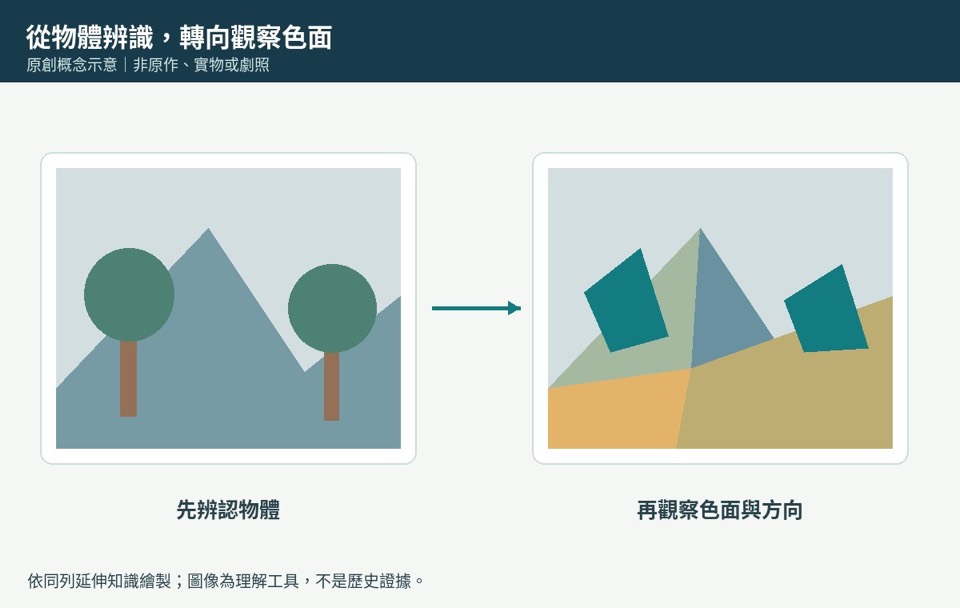 從物體辨識，轉向觀察色面
原創概念示意｜非原作、實物或劇照
先辨認物體
再觀察色面與方向
依同列延伸知識繪製；圖像為理解工具，不是歷史證據。